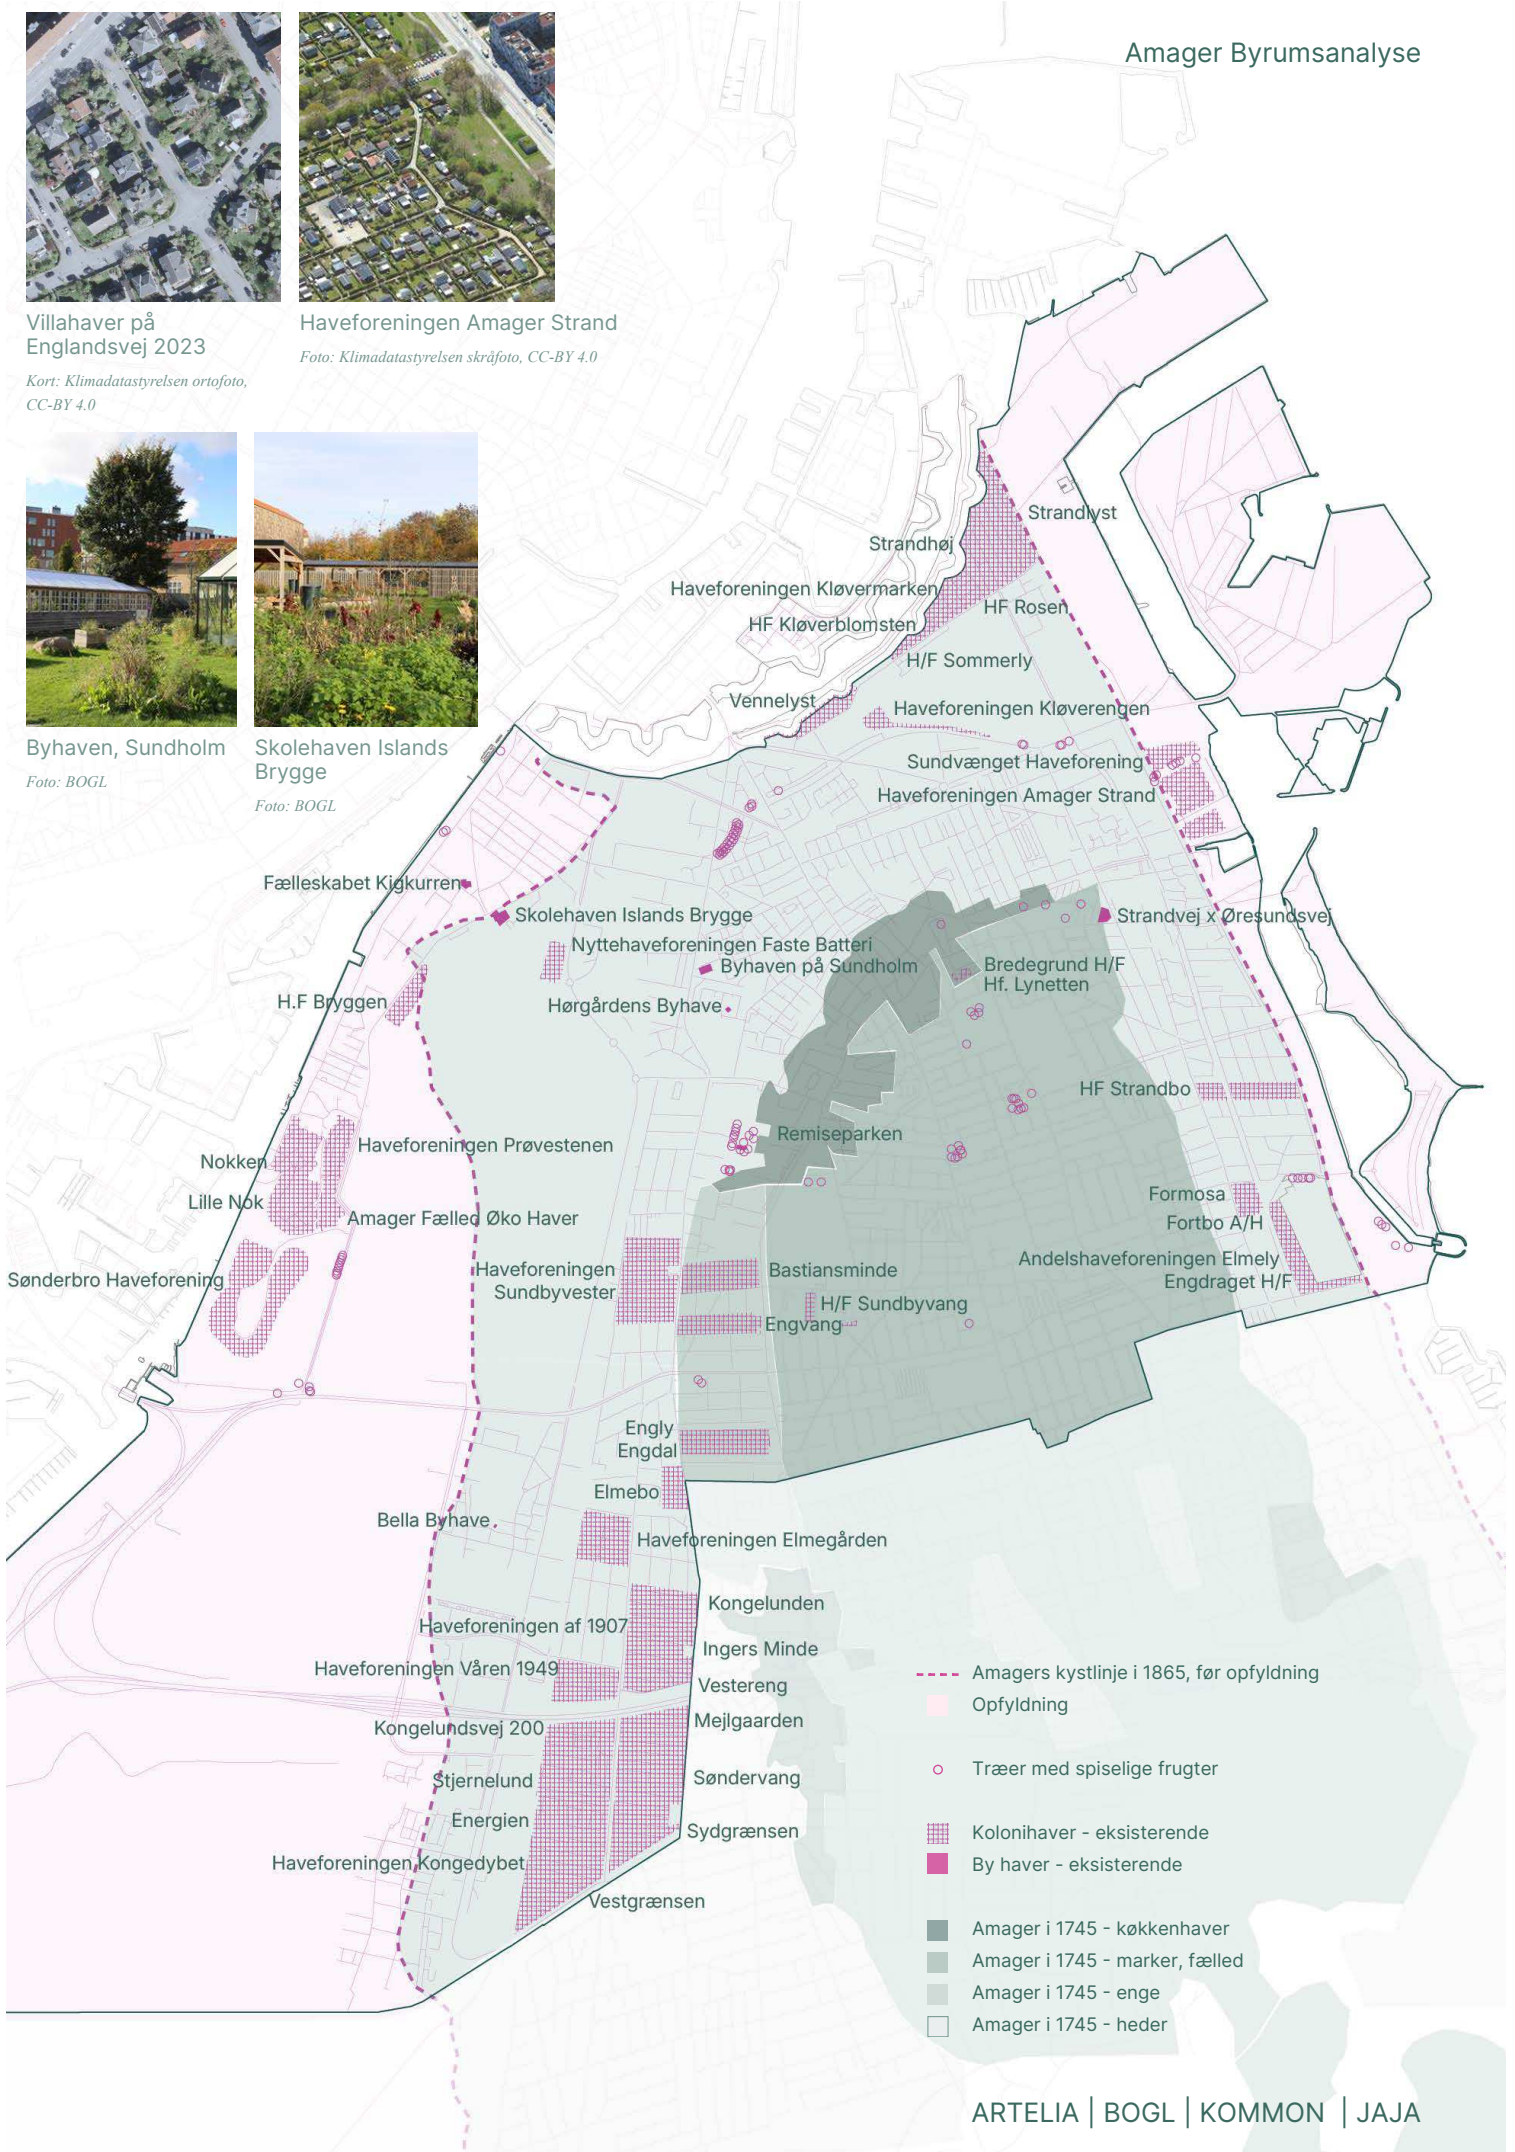 Amager Byrumsanalyse
Villahaver på
Englandsvej 2023
Kort: Klimadatastyrelsen ortofoto,
CC-BY 4.0
Haveforeningen Amager Strand
Foto: Klimadatastyrelsen skråfoto, CC-BY 4.0
Byhaven, Sundholm
Foto: BOGL
Skolehaven Islands
Brygge
Foto: BOGL
Strandlyst
Strandhøj
Haveforeningen Kløvermarken
HF Rosen
HF Kløverblomsten
H/F Sommerly
Vennelyst
Haveforeningen Kløverengen
Sundvænget Haveforening
Haveforeningen Amager Strand
Fælleskabet Kigkurren
Skolehaven Islands Brygge
Strandvej x Øresundsvej
Nyttehaveforeningen Faste Batteri
Byhaven på Sundholm
Bredegrund H/F
Hf. Lynetten
H.F Bryggen
Hørgårdens Byhave
HF Strandbo
Remiseparken
Haveforeningen Prøvestenen
Nokken
Lille Nok
Formosa
Amager Fælled Øko Haver
Fortbo A/H
Andelshaveforeningen Elmely
Engdraget H/F
Sønderbro Haveforening
Haveforeningen
Sundbyvester
Bastiansminde
H/F Sundbyvang
Engvang
Engly
Engdal
Elmebo
Bella Byhave
Haveforeningen Elmegården
Kongelunden
Haveforeningen af 1907
Ingers Minde
Haveforeningen Våren 1949
Vestereng
Kongelundsvej 200
Mejlgaarden
Stjernelund
Søndervang
Energien
Sydgrænsen
Haveforeningen Kongedybet
Vestgrænsen
Amagers kystlinje i 1865, før opfyldning
Opfyldning
Træer med spiselige frugter
Kolonihaver - eksisterende
By haver - eksisterende
Amager i 1745 - køkkenhaver
Amager i 1745 - marker, fælled
Amager i 1745 - enge
Amager i 1745 - heder
ARTELIA | BOGL | KOMMON | JAJA